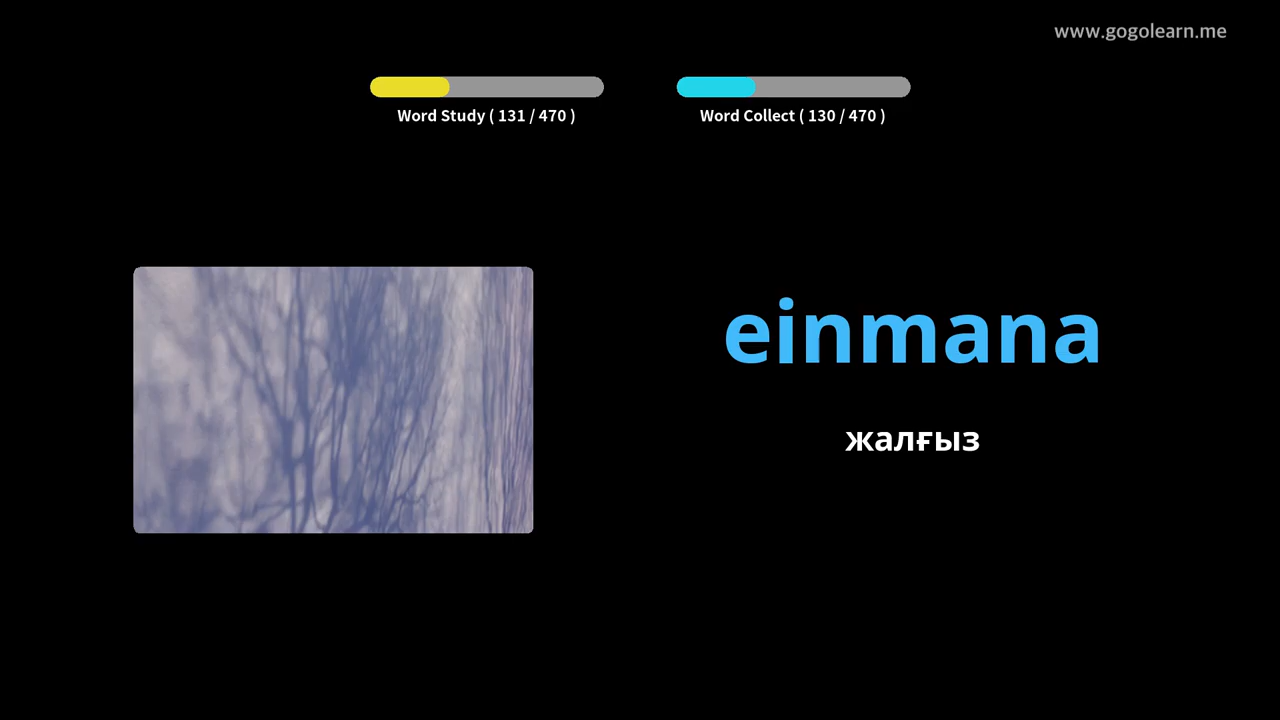 www.gogolearn.me
Word Study ( 131 / 470 )
Word Collect ( 130 / 470 )
einmana
жалғыз